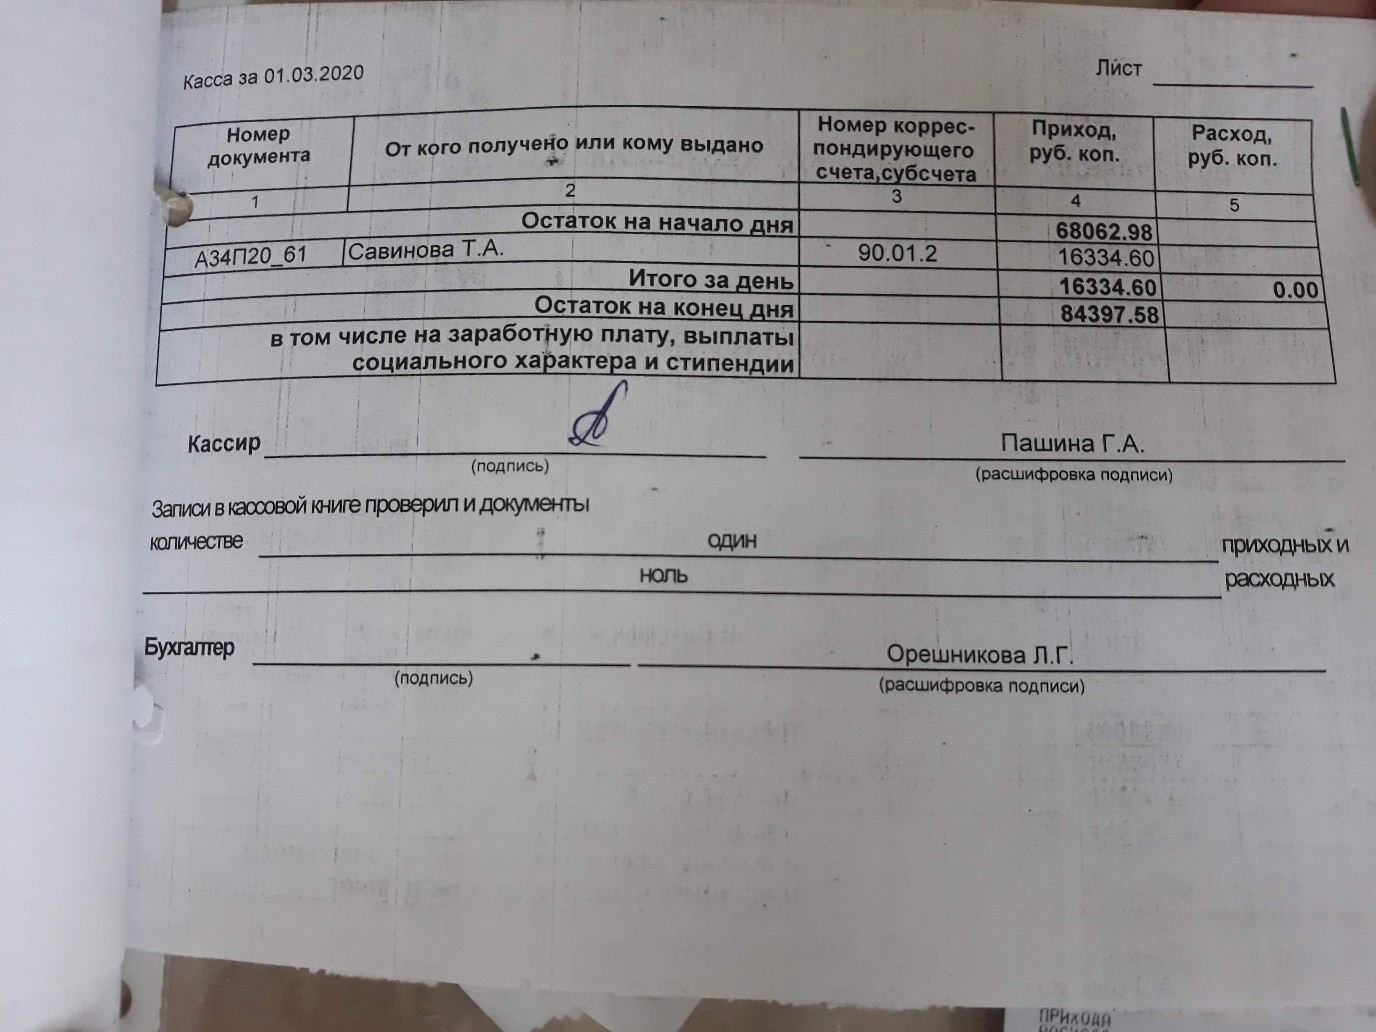 Касса за 01.03.2020
Лист
Номер документа
От кого получено или кому выдано
Номер коррес-
пондирующего
счета,субсчета
Приход,
руб. коп.
Расход,
руб. коп.
1 2 3 4 5
Остаток на начало дня 68062.98
А34П20_61 Савинова Т.А. 90.01.2 16334.60
Итого за день 16334.60 0.00
Остаток на конец дня 84397.58
в том числе на заработную плату, выплаты
социального характера и стипендии
Кассир Пашина Г.А.
(подпись) (расшифровка подписи)
Записи в кассовой книге проверил и документы
количестве один приходных и
ноль расходных
Бухгалтер Орешникова Л.Г.
(подпись) (расшифровка подписи)
ПРИХОДА